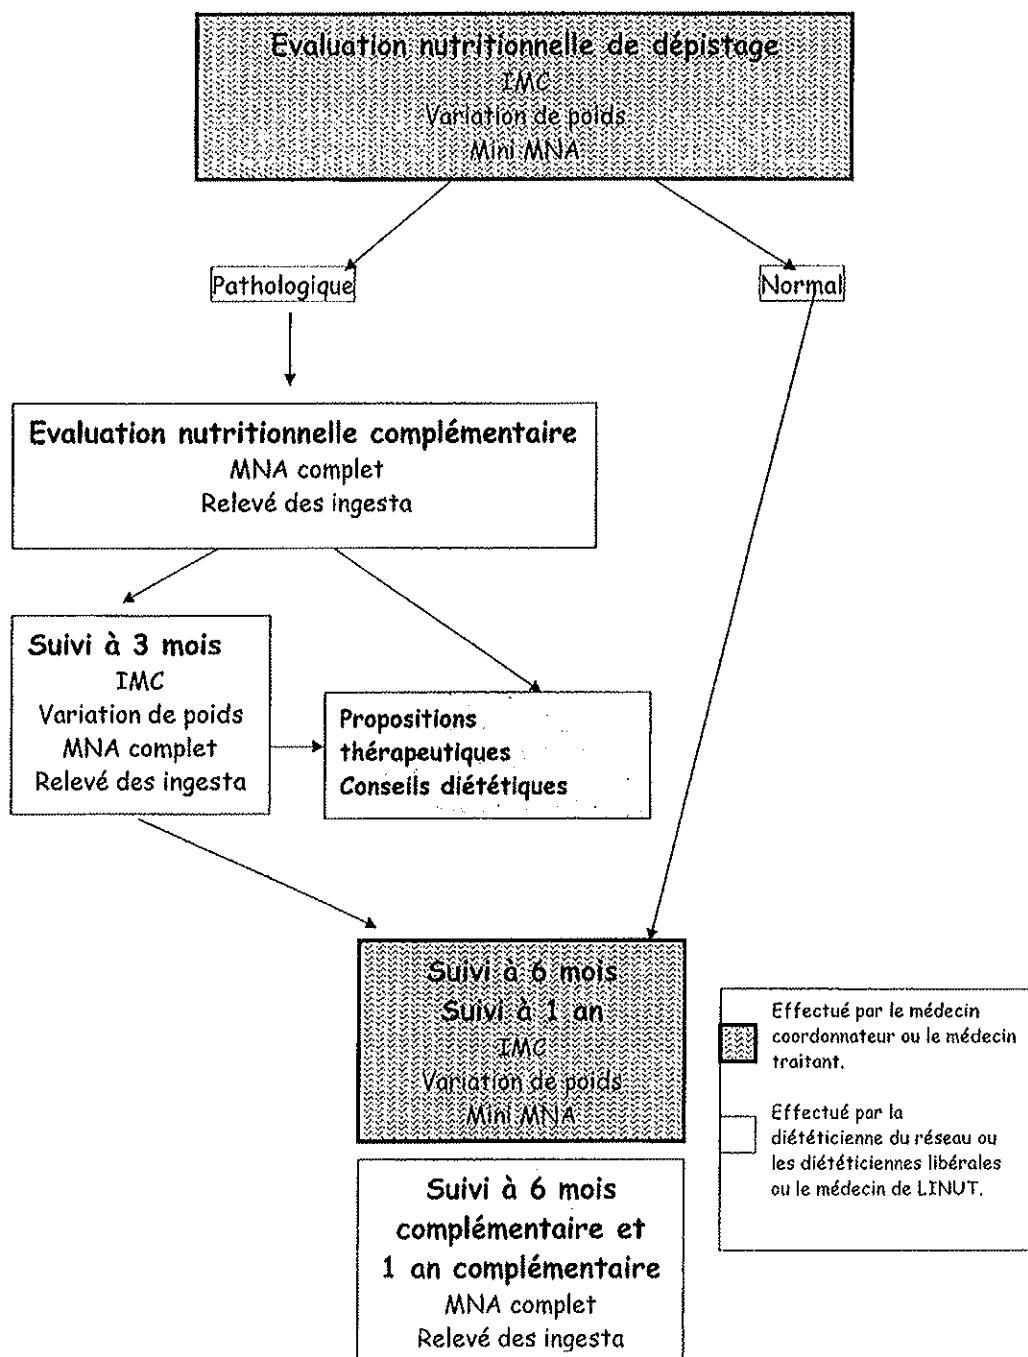 Evaluation nutritionnelle de dépistage
IMC
Variation de poids
Mini MNA
Pathologique
Normal
Evaluation nutritionnelle complémentaire
MNA complet
Relevé des ingesta
Suivi à 3 mois
IMC
Variation de poids
MNA complet
Relevé des ingesta
Propositions
thérapeutiques
Conseils diététiques
Suivi à 6 mois
Suivi à 1 an
IMC
Variation de poids
Mini MNA
Suivi à 6 mois
complémentaire et
1 an complémentaire
MNA complet
Relevé des ingesta
Effectué par le médecin
coordonnateur ou le médecin
traitant.
Effectué par la
diététicienne du réseau ou
les diététiciennes libérales
ou le médecin de LINUT.